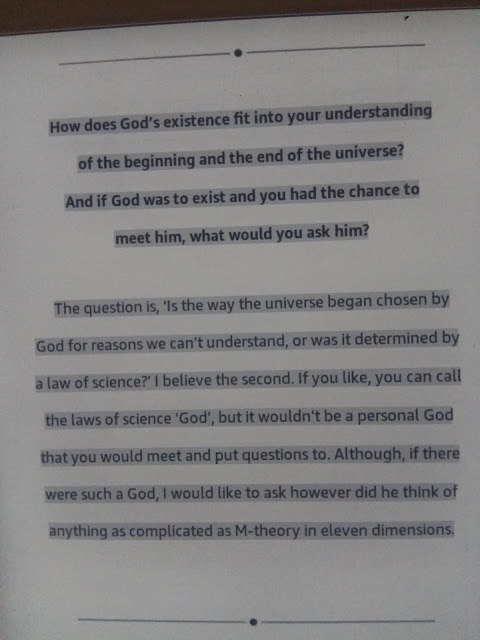 How does God's existence fit into your understanding
of the beginning and the end of the universe?
And if God was to exist and you had the chance to
meet him, what would you ask him?
The question is, 'Is the way the universe began chosen by
God for reasons we can't understand, or was it determined by
a law of science?' I believe the second. If you like, you can call
the laws of science 'God', but it wouldn't be a personal God
that you would meet and put questions to. Although, if there
were such a God, I would like to ask however did he think of
anything as complicated as M-theory in eleven dimensions.